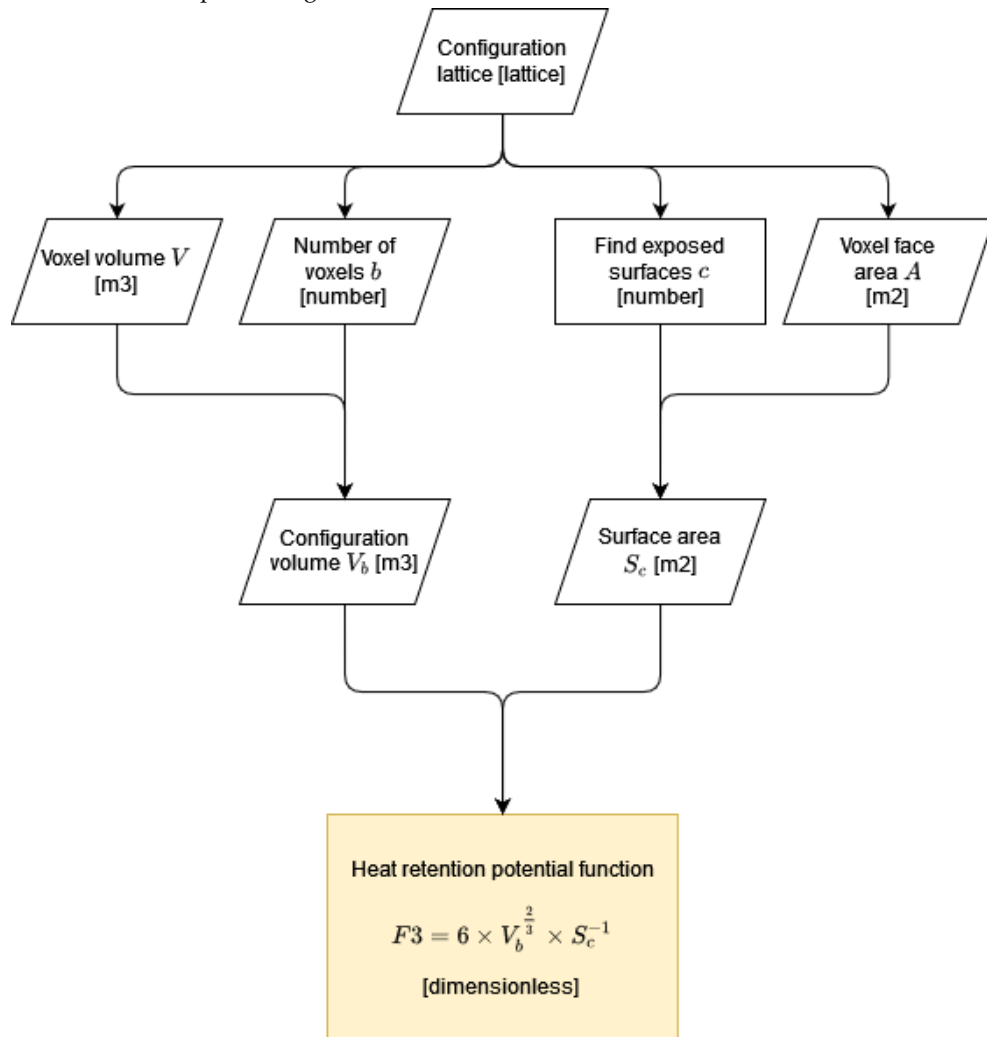 Configuration
lattice [lattice]
Voxel volume V
[m3]
Number of
voxels b
[number]
Find exposed
surfaces c
[number]
Voxel face
area A
[m2]
Configuration
volume V_b [m3]
Surface area
S_c [m2]
Heat retention potential function
F3 = 6 × V_b^{2/3} × S_c^{-1}
[dimensionless]